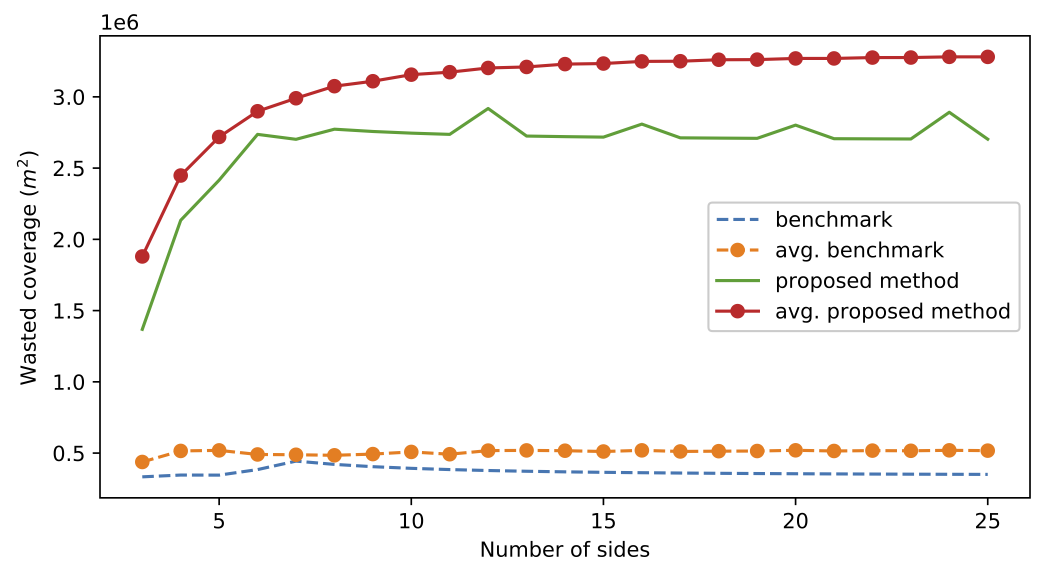 1e6
3.0
2.5
2.0
1.5
1.0
0.5
Wasted coverage (m²)
5
10
15
20
25
Number of sides
benchmark
avg. benchmark
proposed method
avg. proposed method